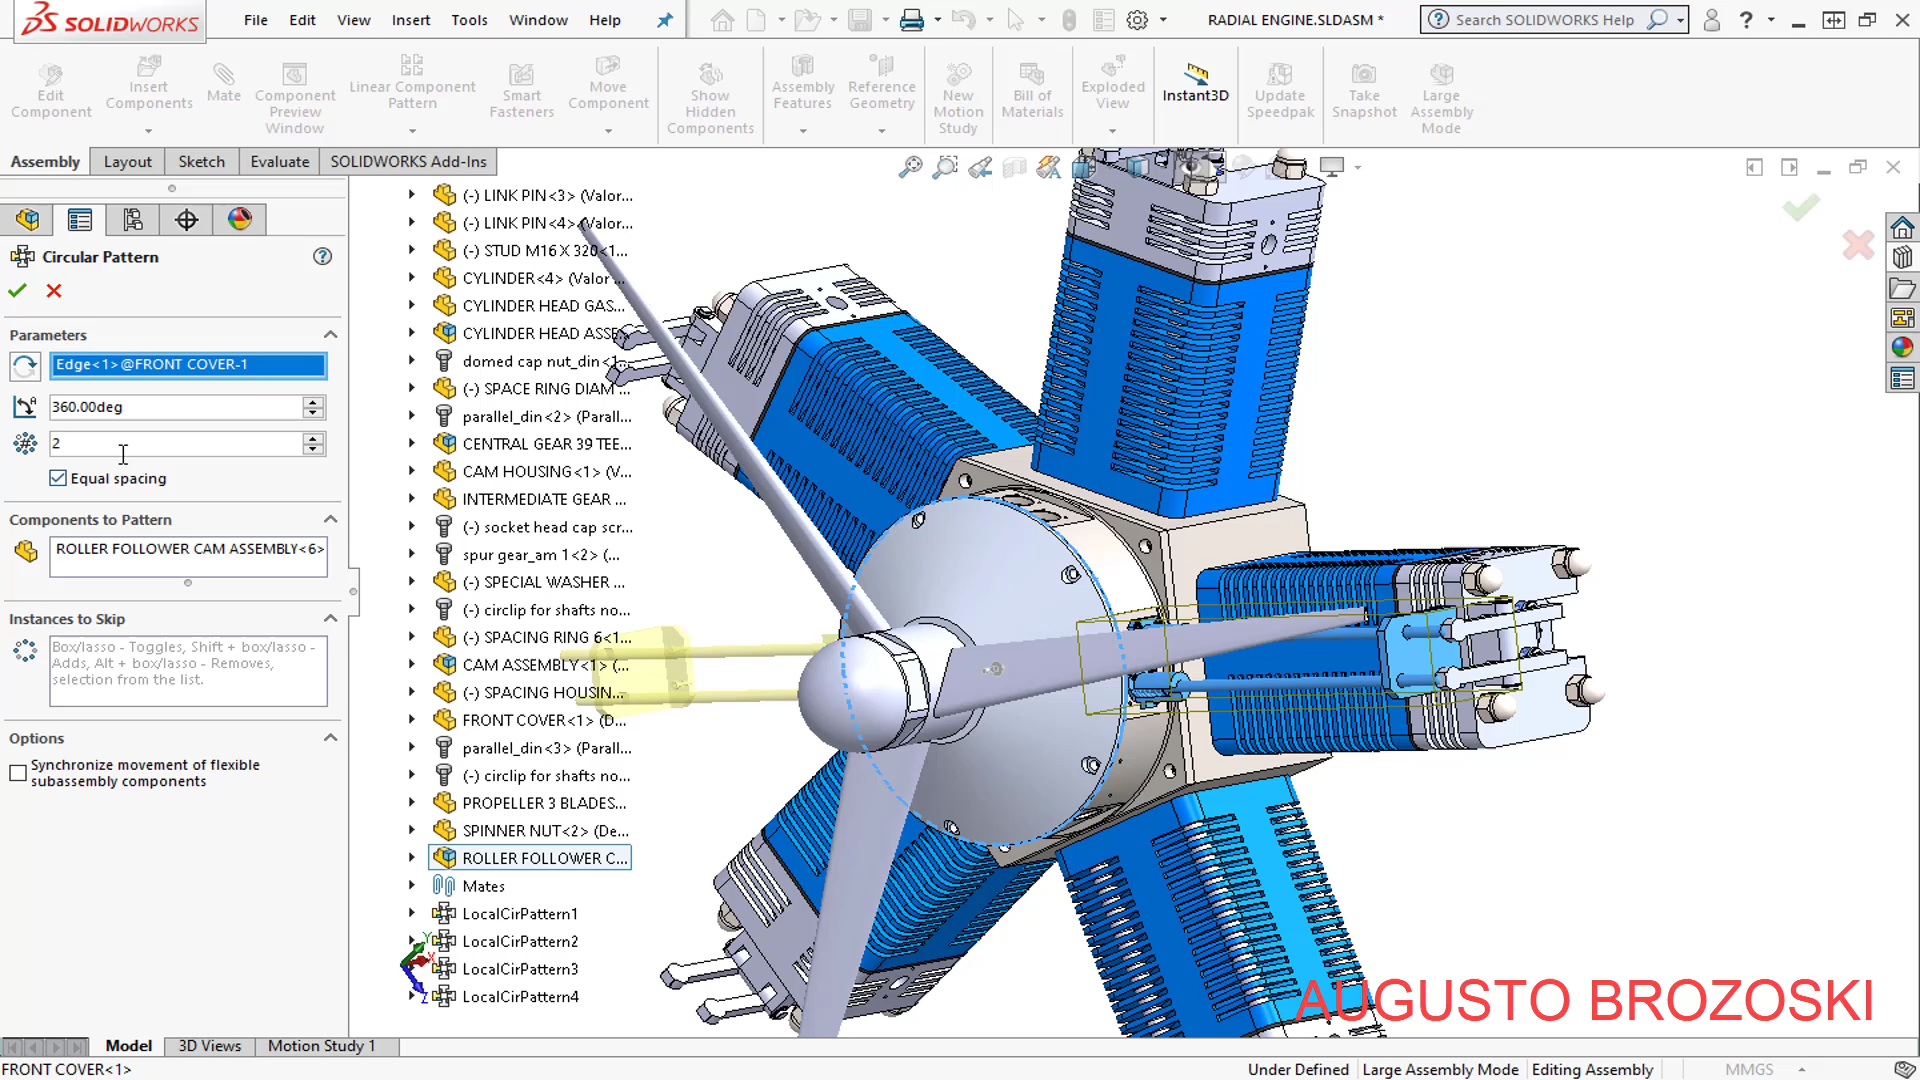 SOLIDWORKS
File Edit View Insert Tools Window Help
RADIAL ENGINE.SLDASM *
Search SOLIDWORKS Help
Edit Component
Insert Components
Mate
Component Preview Window
Linear Component Pattern
Smart Fasteners
Move Component
Show Hidden Components
Assembly Features
Reference Geometry
New Motion Study
Bill of Materials
Exploded View
Instant3D
Update Speedpak
Take Snapshot
Large Assembly Mode
Assembly Layout Sketch Evaluate SOLIDWORKS Add-Ins
Circular Pattern
Parameters
Edge<1>@FRONT COVER-1
360.00deg
2
Equal spacing
Components to Pattern
ROLLER FOLLOWER CAM ASSEMBLY<6>
Instances to Skip
Box/lasso - Toggles, Shift + box/lasso -
Adds, Alt + box/lasso - Removes,
selection from the list.
Options
Synchronize movement of flexible
subassembly components
(-) LINK PIN<3> (Valor...
(-) LINK PIN<4> (Valor...
(-) STUD M16 X 320<1...
CYLINDER<4> (Valor ...
CYLINDER HEAD GAS...
CYLINDER HEAD ASSE...
domed cap nut_din<1...
(-) SPACE RING DIAM ...
parallel_din<2> (Parall...
CENTRAL GEAR 39 TEE...
CAM HOUSING<1> (V...
INTERMEDIATE GEAR ...
(-) socket head cap scr...
spur gear_am 1<2> (...
(-) SPECIAL WASHER ...
(-) circlip for shafts no...
(-) SPACING RING 6<1...
CAM ASSEMBLY<1> (...
(-) SPACING HOUSIN...
FRONT COVER<1> (D...
parallel_din<3> (Parall...
(-) circlip for shafts no...
PROPELLER 3 BLADES...
SPINNER NUT<2> (De...
ROLLER FOLLOWER C...
Mates
LocalCirPattern1
LocalCirPattern2
LocalCirPattern3
LocalCirPattern4
Y
X
Z
AUGUSTO BROZOSKI
Model 3D Views Motion Study 1
FRONT COVER<1>
Under Defined Large Assembly Mode Editing Assembly MMGS